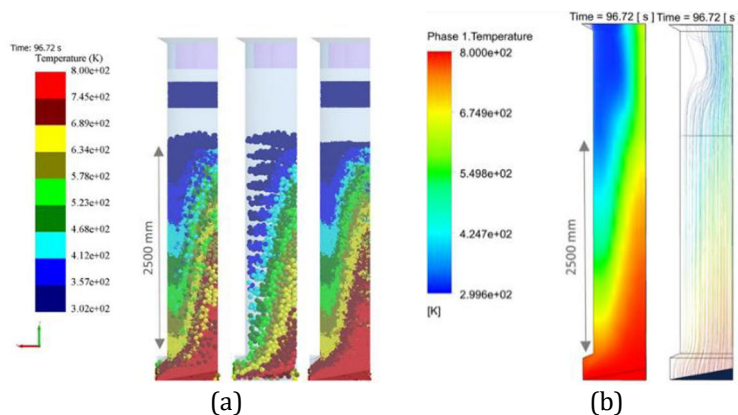 Time: 96.72 s
Temperature (K)
8.00e+02
7.45e+02
6.89e+02
6.34e+02
5.78e+02
5.23e+02
4.68e+02
4.12e+02
3.57e+02
3.02e+02
2500 mm
(a)
Time = 96.72 [ s ]
Time = 96.72 [ s
Phase 1.Temperature
8.000e+02
6.749e+02
5.498e+02
4.247e+02
2.996e+02
[K]
2500 mm
(b)